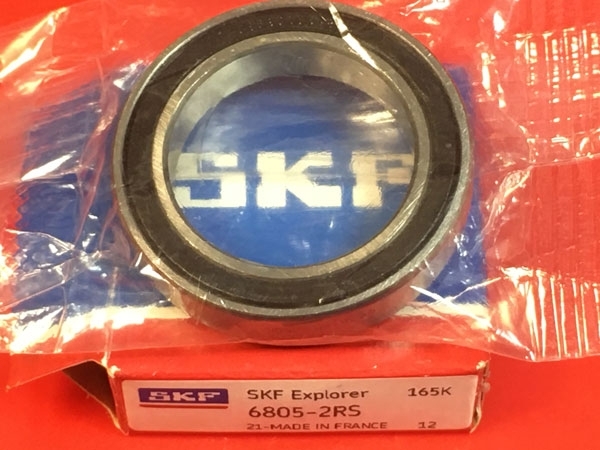 SKF
SKF SKF Explorer 165K
6805-2RS
21-MADE IN FRANCE 12